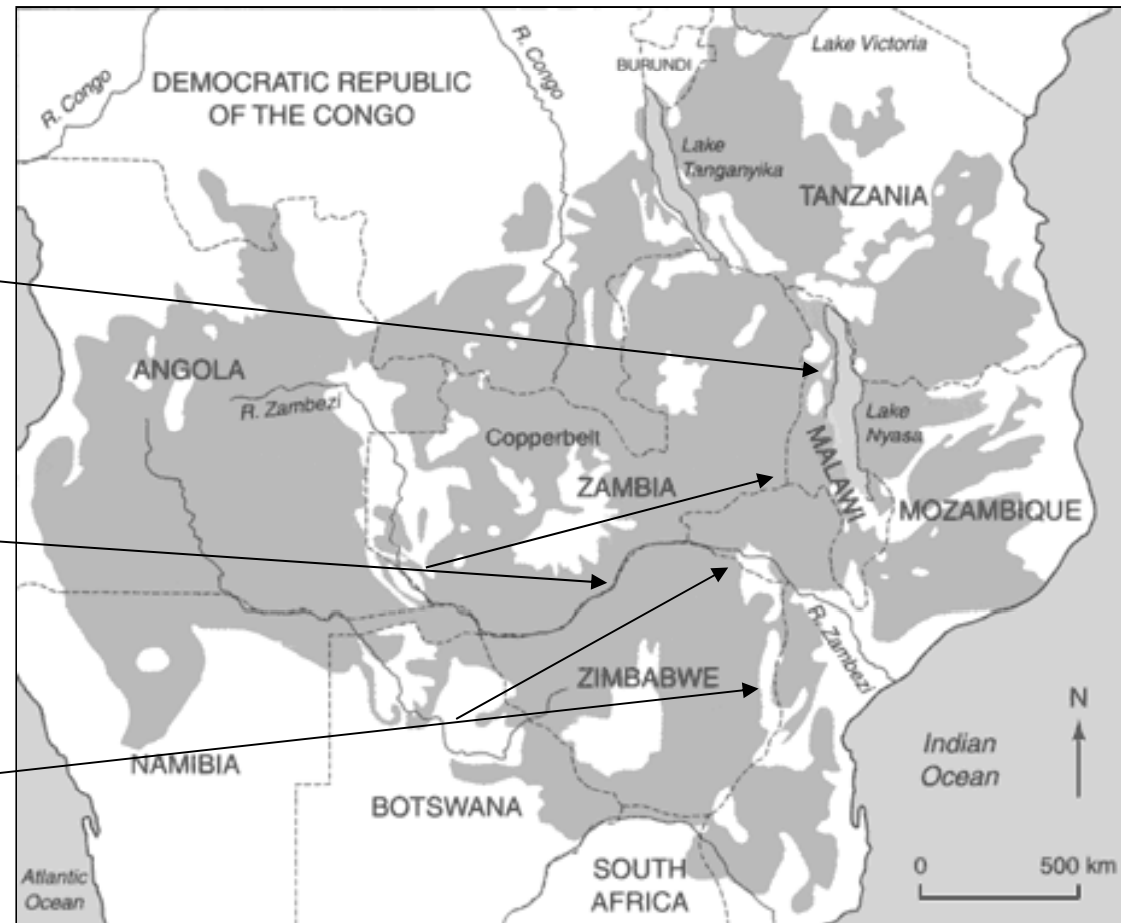 R. Congo
DEMOCRATIC REPUBLIC
OF THE CONGO
R. Congo
BURUNDI
Lake Victoria
Lake
Tanganyika
TANZANIA
ANGOLA
R. Zambezi
Copperbelt
ZAMBIA
Lake
Nyasa
MALAWI
MOZAMBIQUE
R. Zambezi
ZIMBABWE
NAMIBIA
BOTSWANA
Indian
Ocean
N
SOUTH
AFRICA
Atlantic
Ocean
0 500 km